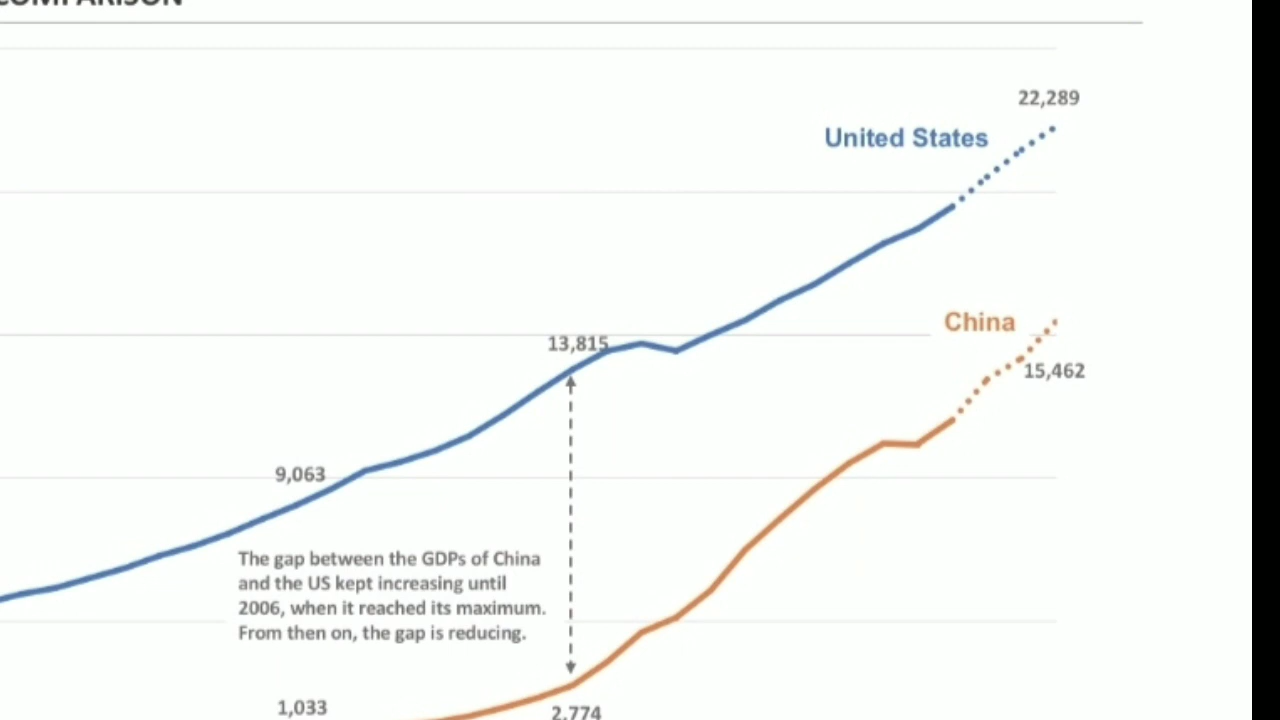 COMPARISON
22,289
United States
China
13,815
15,462
9,063
The gap between the GDPs of China
and the US kept increasing until
2006, when it reached its maximum.
From then on, the gap is reducing.
1,033
2,774